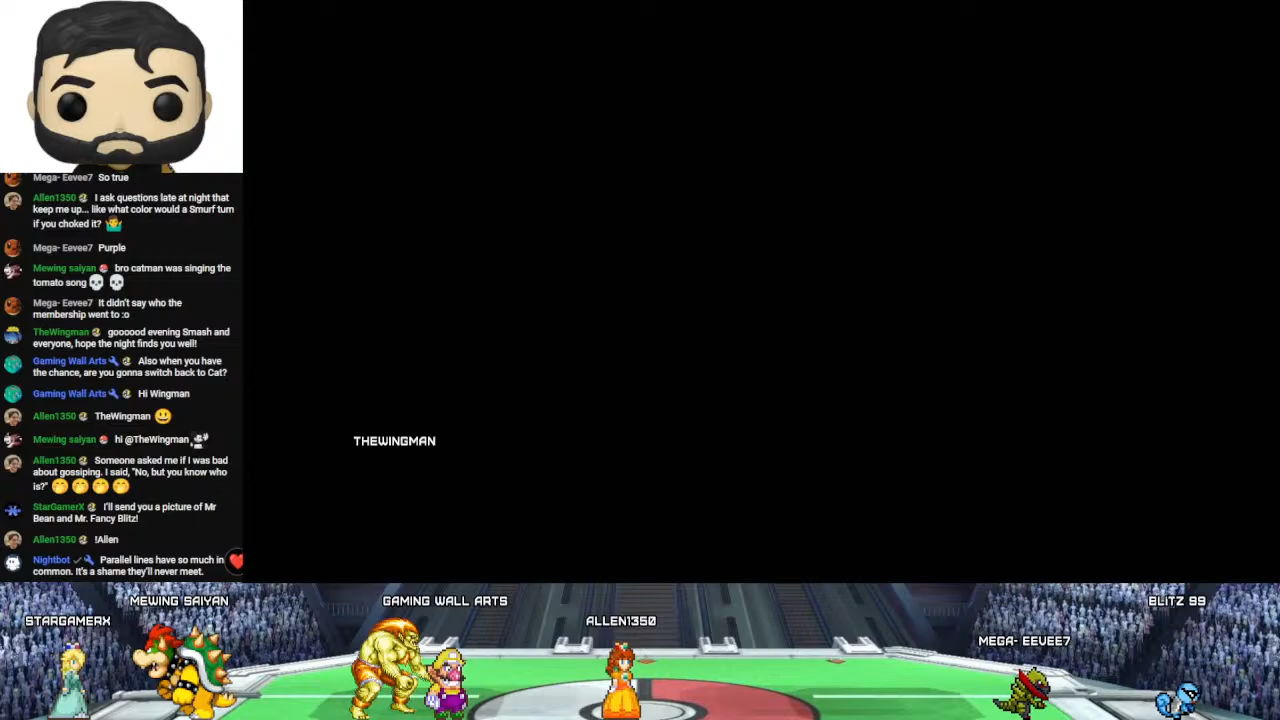 Mega- Eevee7 So true
Allen1350 I ask questions late at night that
keep me up... like what color would a Smurf turn
if you choked it?
Mega- Eevee7 Purple
Mewing saiyan bro catman was singing the
tomato song
Mega- Eevee7 It didn't say who the
membership went to :o
TheWingman goooood evening Smash and
everyone, hope the night finds you well!
Gaming Wall Arts Also when you have
the chance, are you gonna switch back to Cat?
Gaming Wall Arts Hi Wingman
Allen1350 TheWingman
Mewing saiyan hi @TheWingman
Allen1350 Someone asked me if I was bad
about gossiping. I said, "No, but you know who
is?"
StarGamerX I'll send you a picture of Mr
Bean and Mr. Fancy Blitz!
Allen1350 !Allen
Nightbot Parallel lines have so much in
common. It's a shame they'll never meet.
THEWINGMAN
STARGAMERX
MEWING SAIYAN
GAMING WALL ARTS
ALLEN1350
MEGA- EEVEE7
BLITZ 99